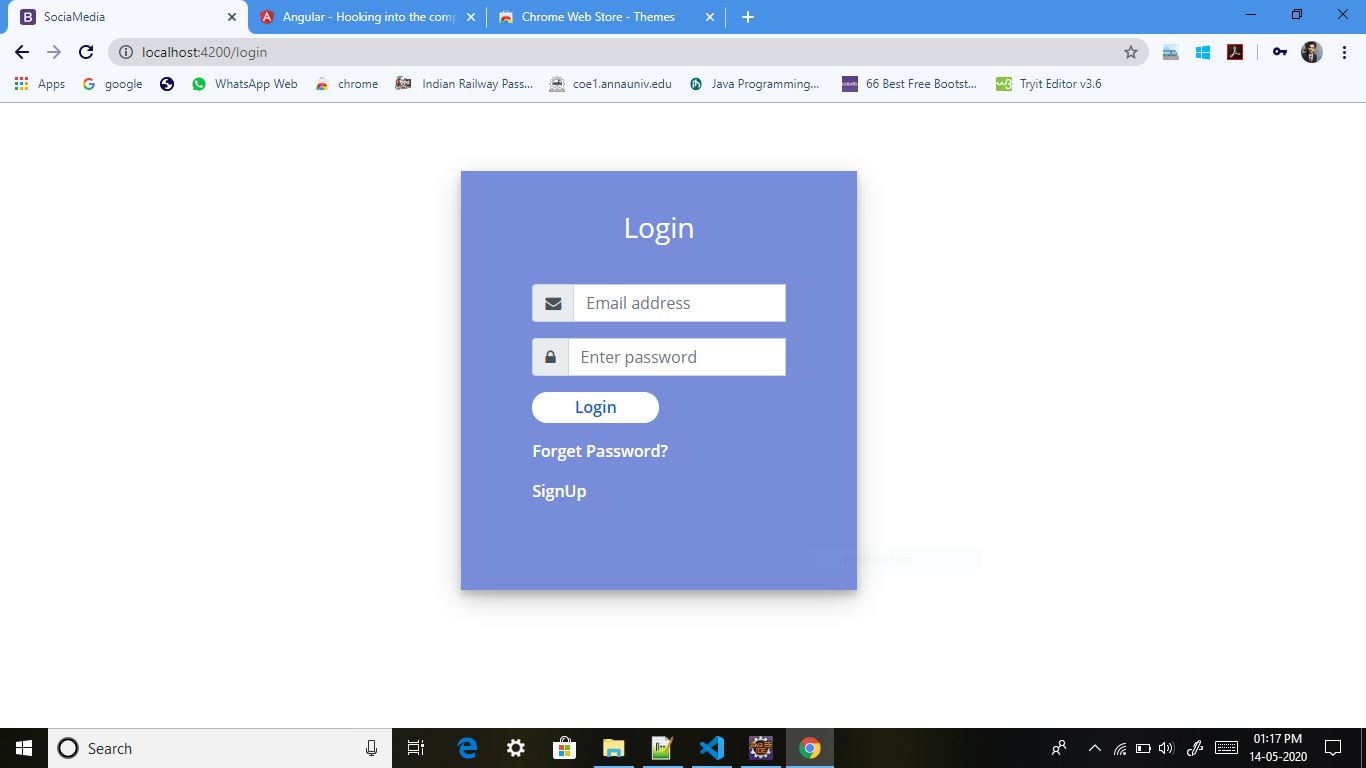 SociaMedia
Angular - Hooking into the comp
Chrome Web Store - Themes
localhost:4200/login
Apps
google
WhatsApp Web
chrome
Indian Railway Pass...
coe1.annauniv.edu
Java Programming...
66 Best Free Bootst...
Tryit Editor v3.6
Login
Email address
Enter password
Login
Forget Password?
SignUp
Window Snip
Search
01:17 PM
14-05-2020